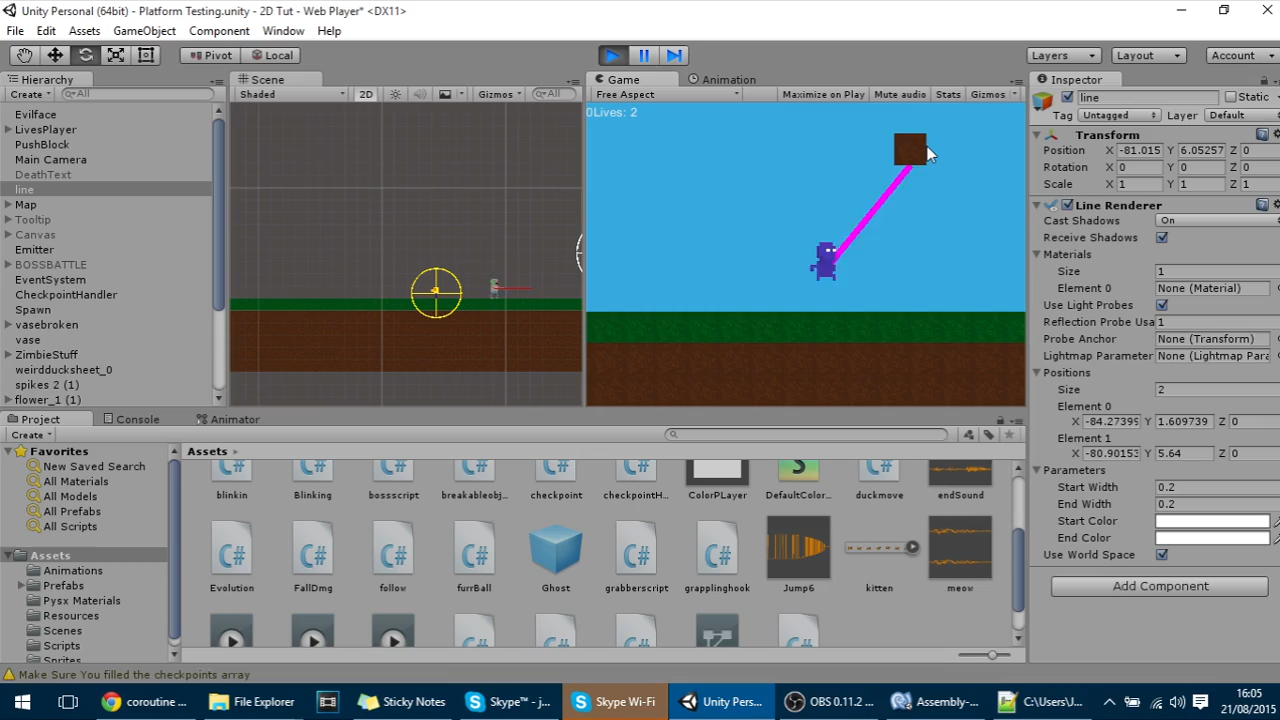 Unity Personal (64bit) - Platform Testing.unity - 2D Tut - Web Player* <DX11>
File Edit Assets GameObject Component Window Help
Pivot Local Layers Layout Account
Hierarchy
Create All
Evilface
LivesPlayer
PushBlock
Main Camera
DeathText
line
Map
Tooltip
Canvas
Emitter
BOSSBATTLE
EventSystem
CheckpointHandler
Spawn
vasebroken
vase
ZimbieStuff
weirdducksheet_0
spikes 2 (1)
flower_1 (1)
Scene
Shaded 2D Gizmos All
Game Animation
Free Aspect Maximize on Play Mute audio Stats Gizmos
0Lives: 2
Inspector
line Static
Tag Untagged Layer Default
Transform
Position X -81.015 Y 6.05257 Z 0
Rotation X 0 Y 0 Z 0
Scale X 1 Y 1 Z 1
Line Renderer
Cast Shadows On
Receive Shadows
Materials
Size 1
Element 0 None (Material)
Use Light Probes
Reflection Probe Usa 1
Probe Anchor None (Transform)
Lightmap Parameter None (Lightmap Para
Positions
Size 2
Element 0
X -84.27399 Y 1.609739 Z 0
Element 1
X -80.90153 Y 5.64 Z 0
Parameters
Start Width 0.2
End Width 0.2
Start Color
End Color
Use World Space
Add Component
Project Console Animator
Create
Favorites
New Saved Search
All Materials
All Models
All Prefabs
All Scripts
Assets
Animations
Prefabs
Pysx Materials
Resources
Scenes
Scripts
Sprites
Assets
C# C# C# C# C# C# S C#
blinkin Blinking bossscript breakableobj... checkpoint checkpointH... ColorPLayer DefaultColor... duckmove endSound
C# C# C# C# C# C#
Evolution FallDmg follow furrBall Ghost grabberscript grapplinghook Jump6 kitten meow
Make Sure You filled the checkpoints array
coroutine ... File Explorer Sticky Notes Skype™ - j... Skype Wi-Fi Unity Pers... OBS 0.11.2 ... Assembly-... C:\Users\J... 16:05
21/08/2015